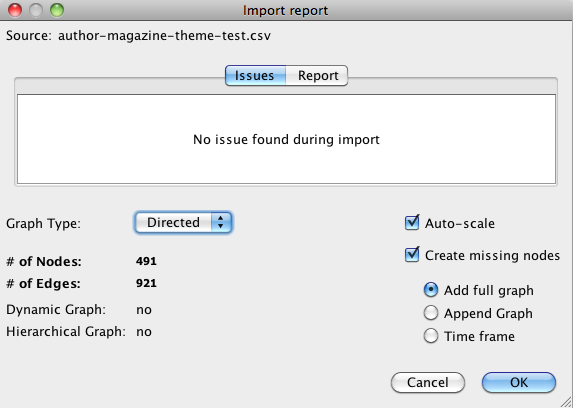 Import report
Source: author-magazine-theme-test.csv
Issues Report
No issue found during import
Graph Type: Directed
Auto-scale
# of Nodes: 491
Create missing nodes
# of Edges: 921
Add full graph
Dynamic Graph: no
Append Graph
Hierarchical Graph: no
Time frame
Cancel OK